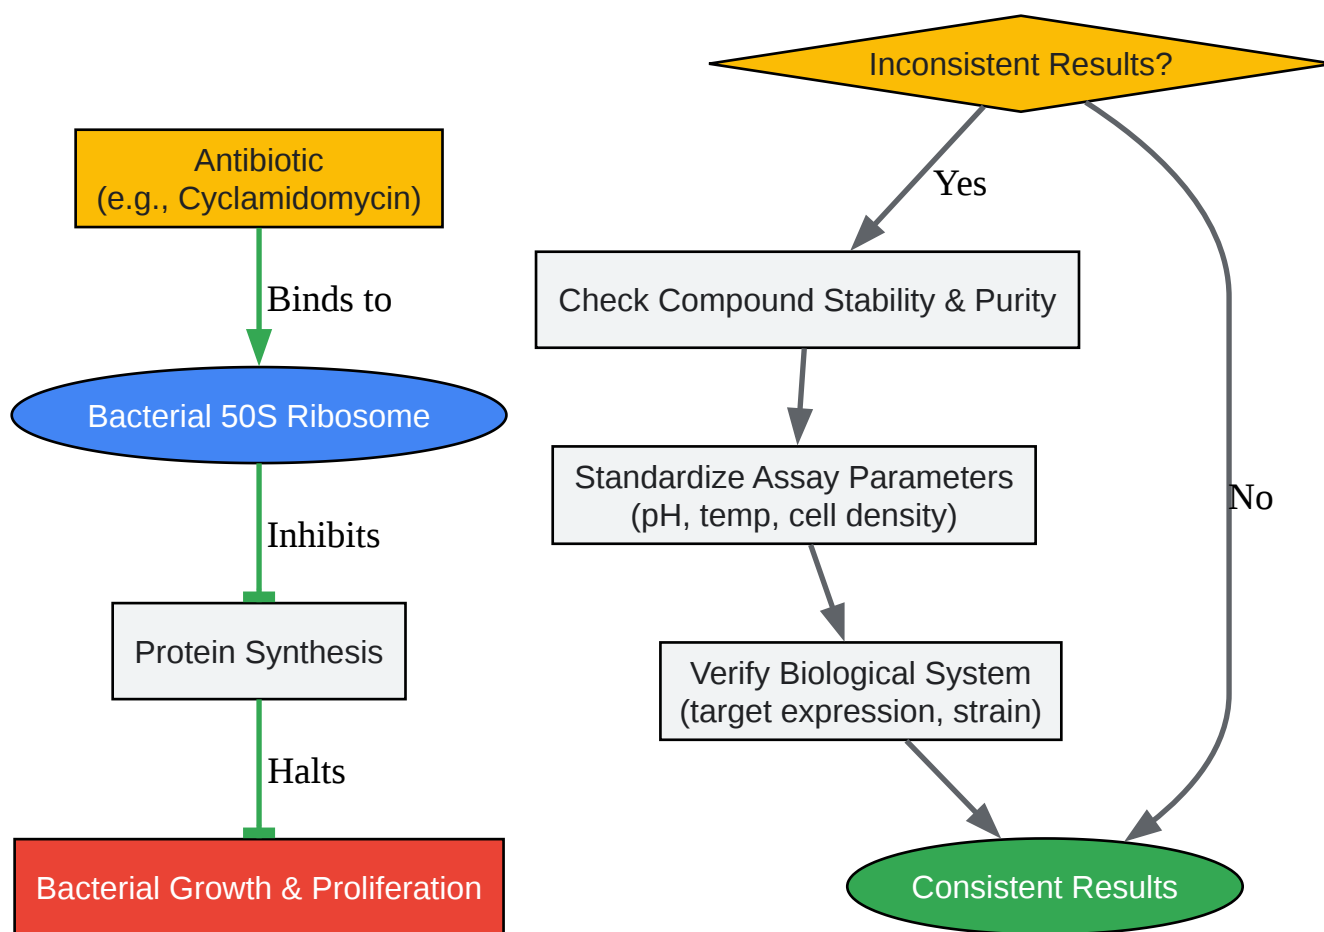 Antibiotic
(e.g., Cyclamidomycin)
Binds to
Bacterial 50S Ribosome
Inhibits
Protein Synthesis
Halts
Bacterial Growth & Proliferation
Inconsistent Results?
Yes
Check Compound Stability & Purity
Standardize Assay Parameters
(pH, temp, cell density)
No
Verify Biological System
(target expression, strain)
Consistent Results